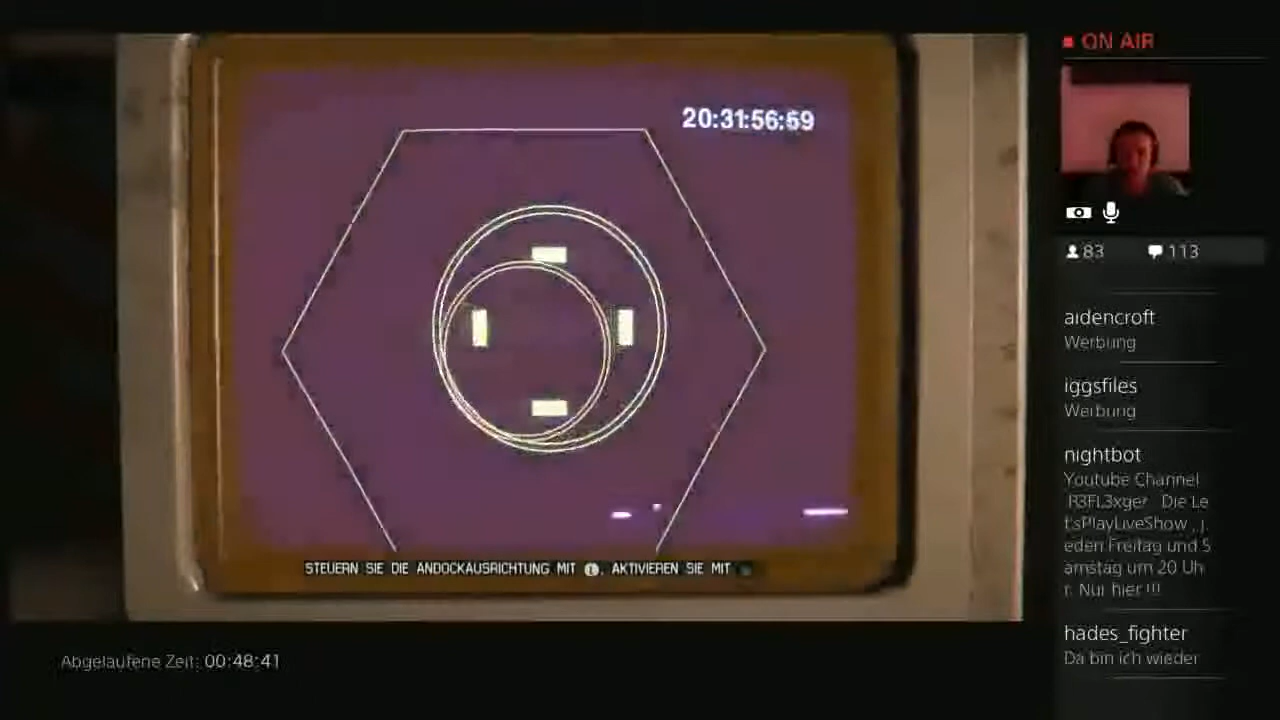 ON AIR
20:31:56:59
83 113
aidencroft
Werbung
iggsfiles
Werbung
nightbot
Youtube Channel
R3FL3xger Die Le
tsPlayLiveShow , j
eden Freitag und S
amstag um 20 Uh
r. Nur hier !!!
hades_fighter
Da bin ich wieder
STEUERN SIE DIE ANDOCKAUSRICHTUNG MIT L, AKTIVIEREN SIE MIT
Abgelaufene Zeit: 00:48:41